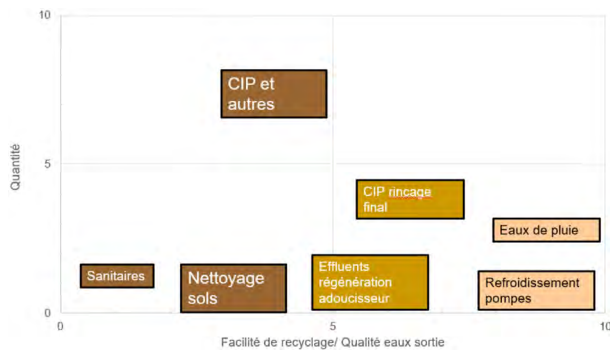 10
CIP et
autres
Quantité
5
CIP rincage
final
Eaux de pluie
Sanitaires
Nettoyage
sols
Effluents
régénération
adoucisseur
Refroidissement
pompes
0
0
5
10
Facilité de recyclage/ Qualité eaux sortie